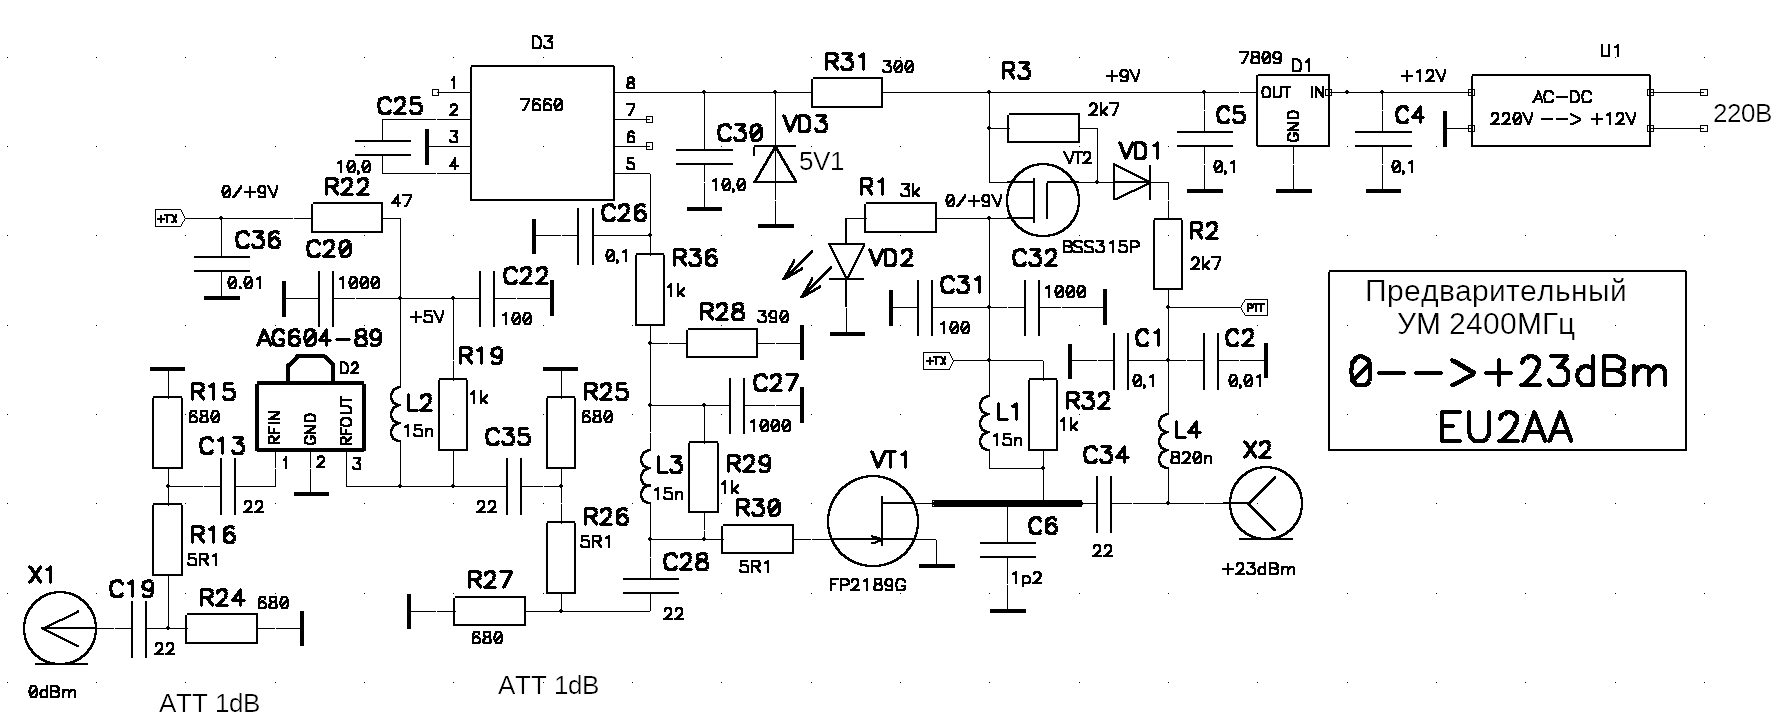 D3
7660
1
2
3
4
8
7
6
5
C25
10,0
R22
47
0/+9V
+TX
C36
0.01
C20
1000
C22
100
+5V
AG604-89
D2
RFIN
GND
RFOUT
1
2
3
R15
680
C13
22
R16
5R1
X1
0dBm
C19
22
R24
680
ATT 1dB
L2
15n
R19
1k
C35
22
R25
680
R26
5R1
R27
680
ATT 1dB
C26
0,1
R36
1k
R28
390
C27
1000
L3
15n
R29
1k
R30
5R1
C28
22
C30
10,0
VD3
5V1
R31
300
R3
2k7
+9V
VT2
BSS315P
VD1
R1
3k
0/+9V
VD2
C31
100
C32
1000
+TX
L1
15n
R32
1k
VT1
FP2189G
C6
1p2
C34
22
R2
2k7
PTT
C1
0,1
C2
0,01
L4
820n
X2
+23dBm
C5
0,1
7809
D1
OUT
IN
GND
+12V
C4
0,1
U1
AC-DC
220V --> +12V
220В
Предварительный
УМ 2400МГц
0-->+23dBm
EU2AA